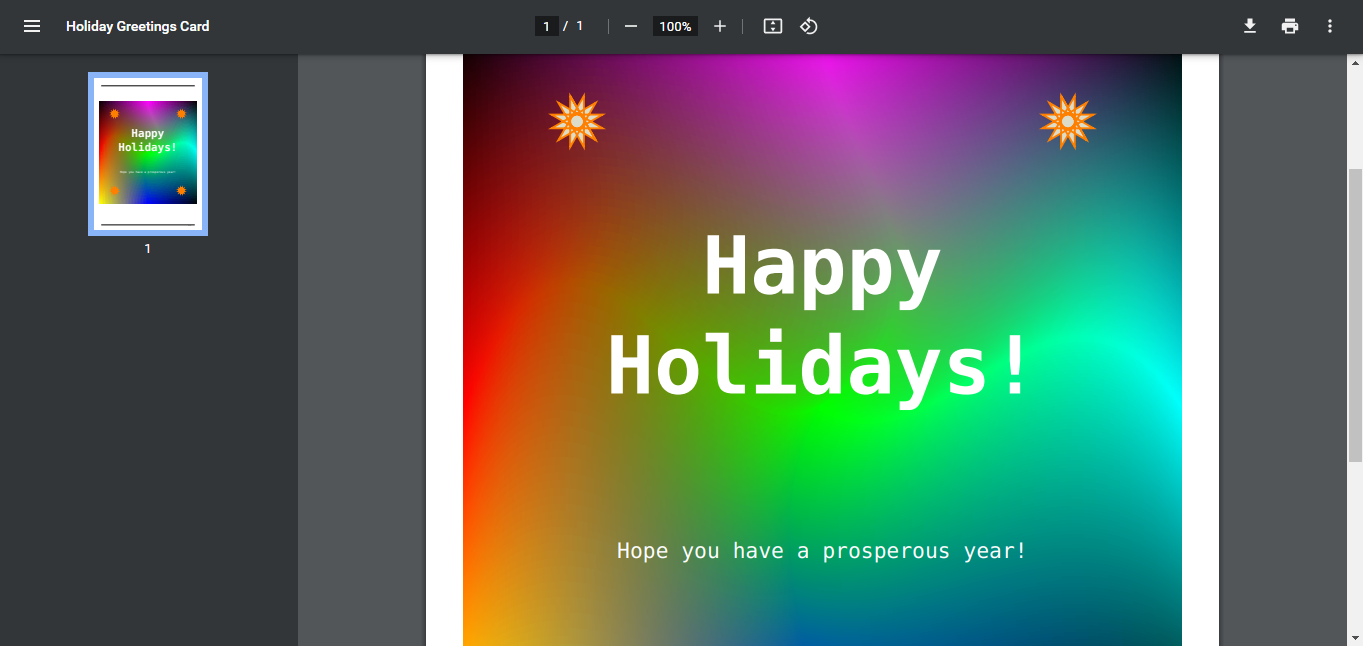 Holiday Greetings Card
1 / 1
100%
Happy
Holidays!
Hope you have a prosperous year!
1
Happy
Holidays!
Hope you have a prosperous year!